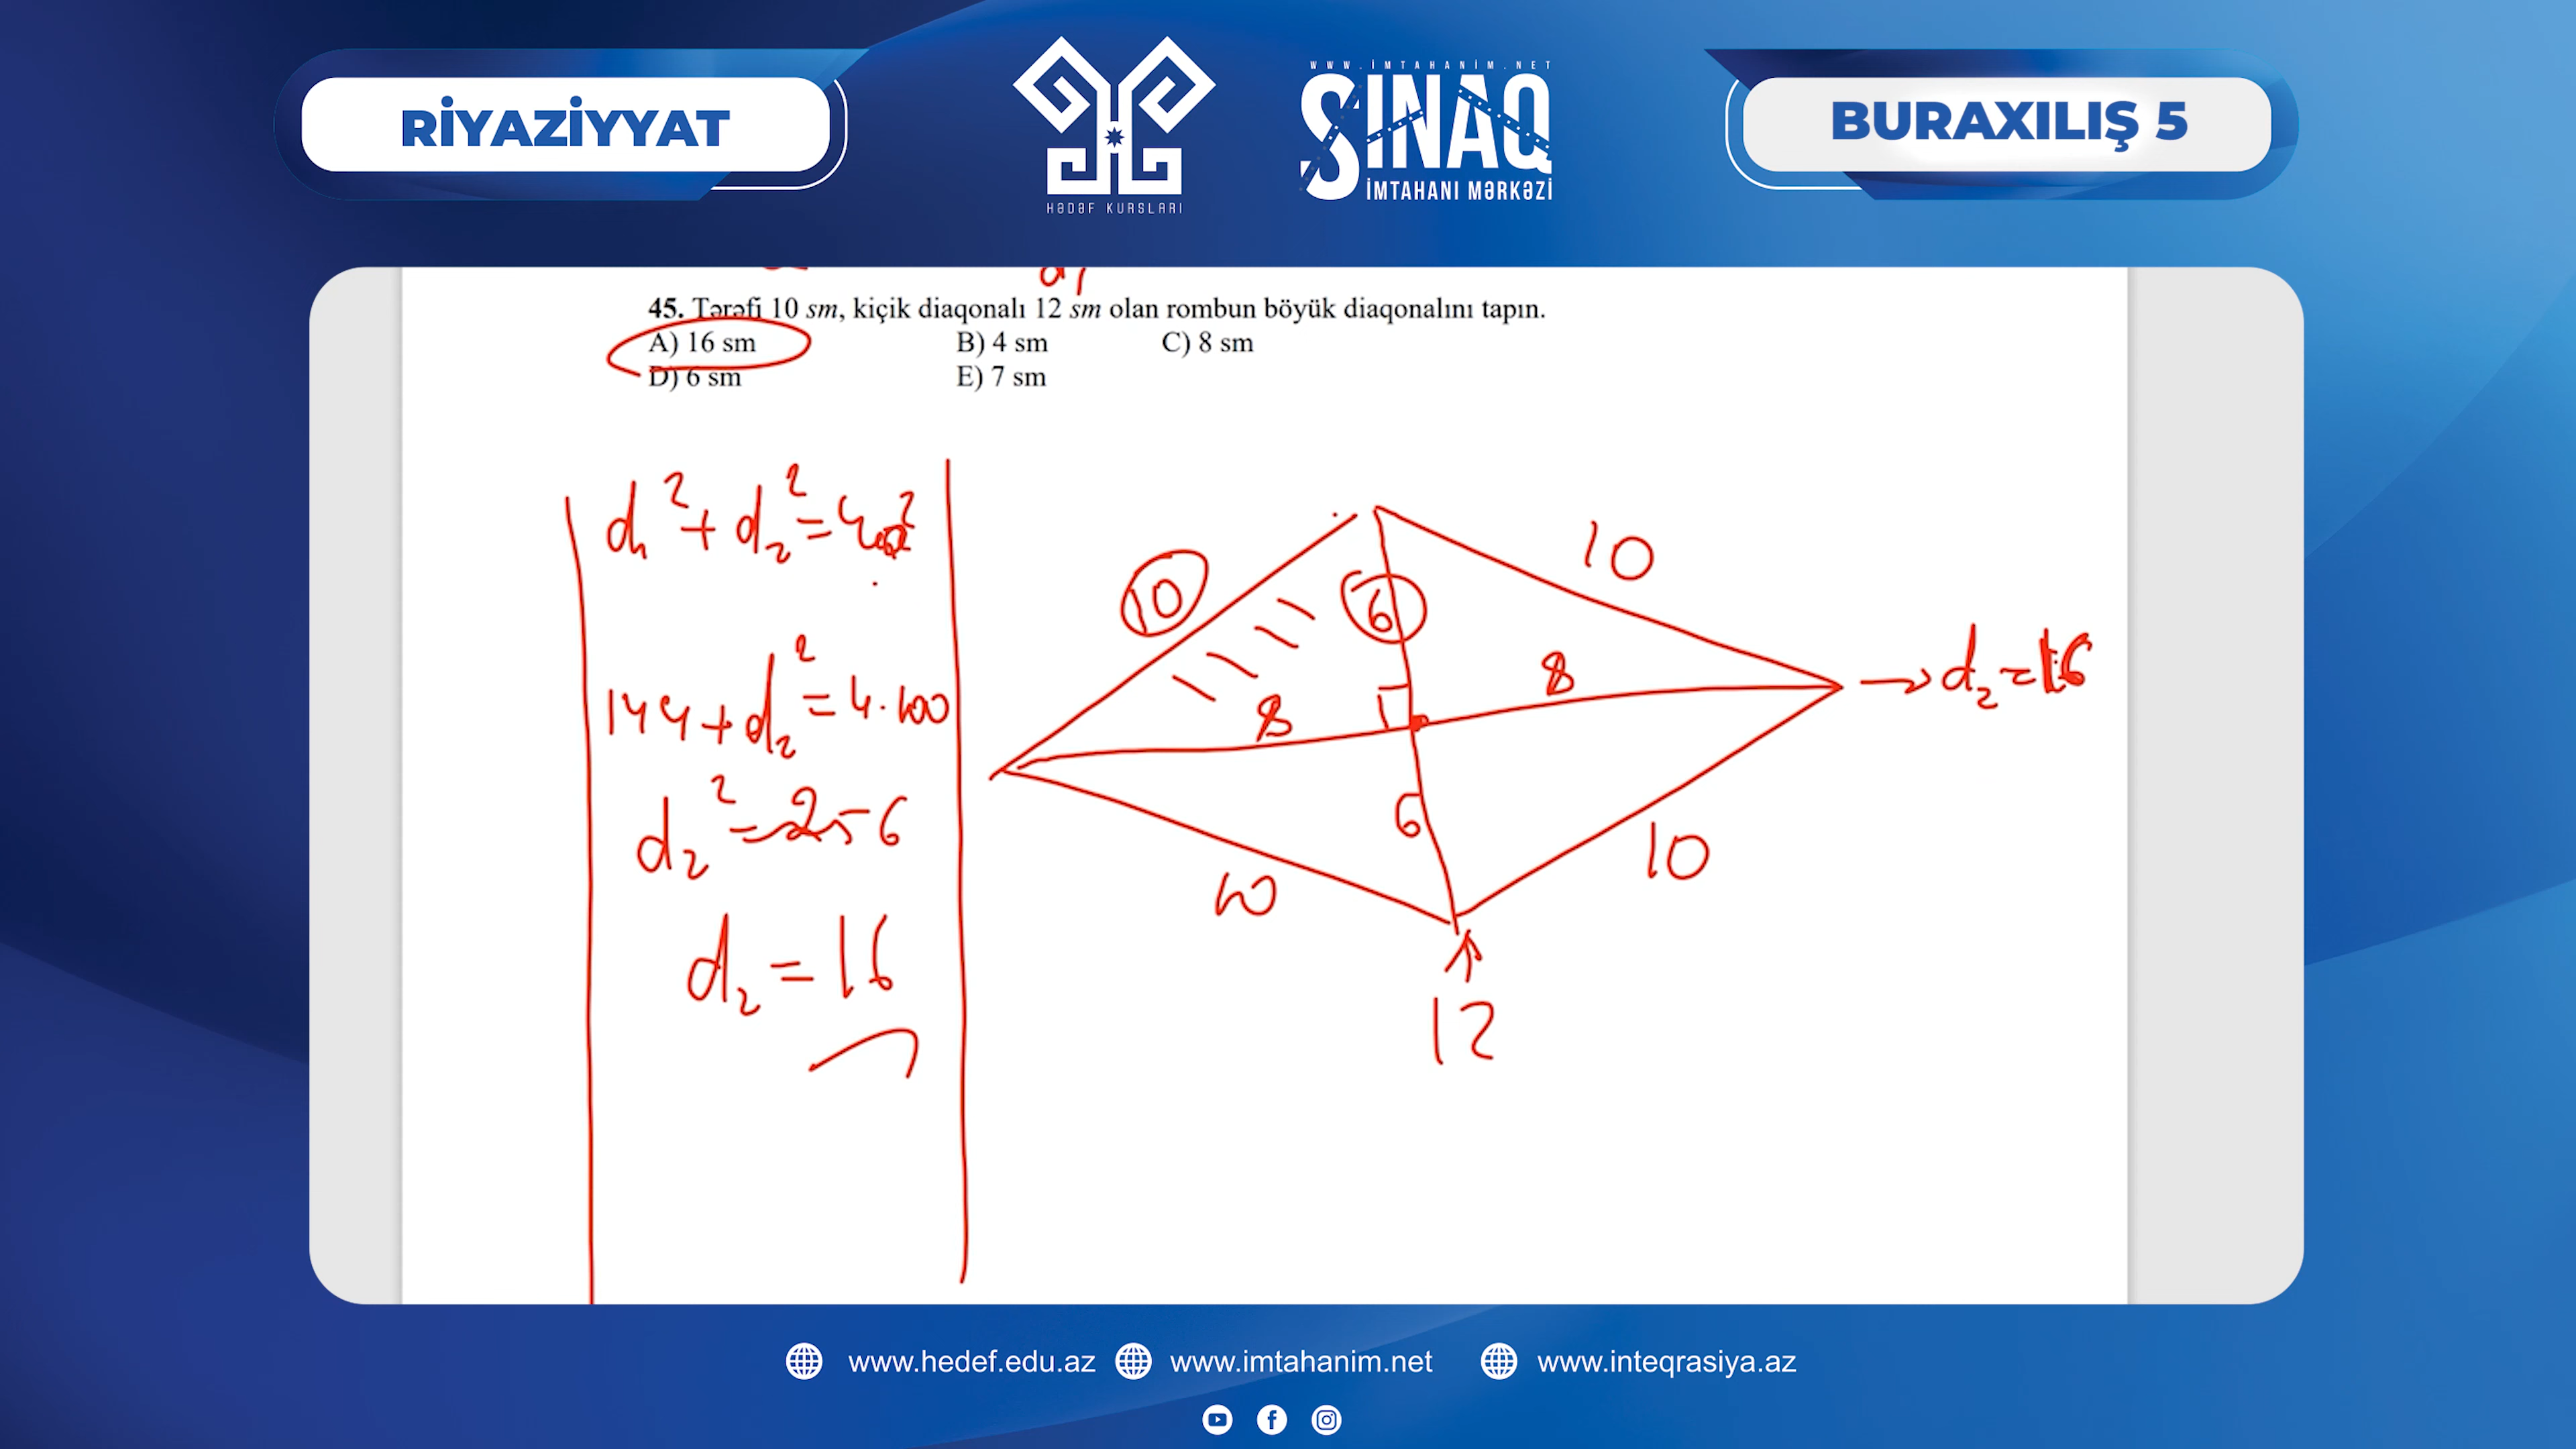 RİYAZİYYAT
HƏDƏF KURSLARI
WWW.İMTAHANİM.NET
SINAQ
İMTAHANI MƏRKƏZİ
BURAXILIŞ 5
45. Tərəfi 10 sm, kiçik diaqonalı 12 sm olan rombun böyük diaqonalını tapın.
A) 16 sm B) 4 sm C) 8 sm
D) 6 sm E) 7 sm
d₁² + d₂² = 4a²
144 + d₂² = 4·100
d₂² = 256
d₂ = 16
10
6
10
8
8
d₂ = 16
6
10
10
12
www.hedef.edu.az www.imtahanim.net www.inteqrasiya.az